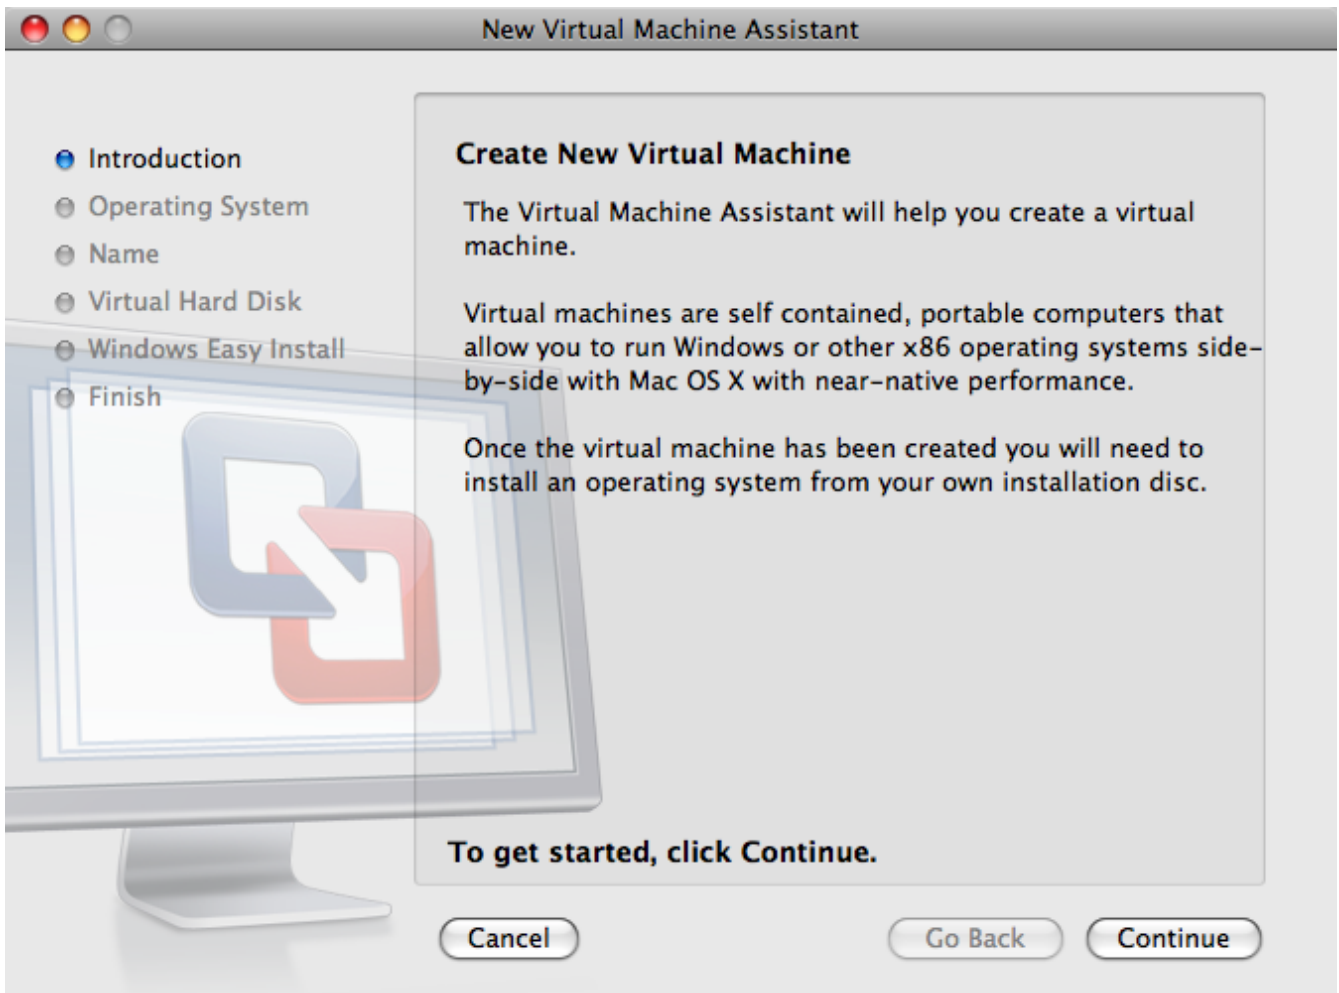 New Virtual Machine Assistant
Introduction
Operating System
Name
Virtual Hard Disk
Windows Easy Install
Finish
Create New Virtual Machine
The Virtual Machine Assistant will help you create a virtual
machine.
Virtual machines are self contained, portable computers that
allow you to run Windows or other x86 operating systems side-
by-side with Mac OS X with near-native performance.
Once the virtual machine has been created you will need to
install an operating system from your own installation disc.
To get started, click Continue.
Cancel
Go Back
Continue